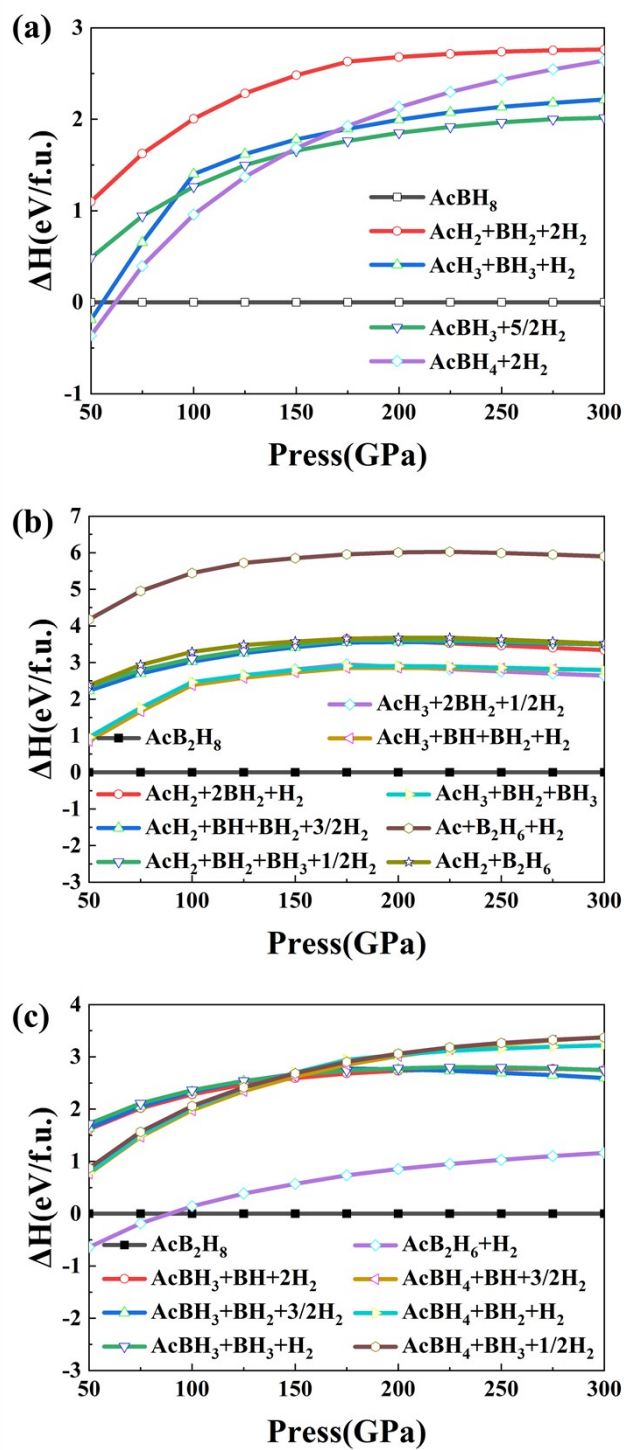 (a)
3
2
1
0
-1
ΔH(eV/f.u.)
AcBH₈
AcH₂+BH₂+2H₂
AcH₃+BH₃+H₂
AcBH₃+5/2H₂
AcBH₄+2H₂
50 100 150 200 250 300
Press(GPa)
(b)
7
6
5
4
3
2
1
0
-1
-2
-3
ΔH(eV/f.u.)
AcH₃+2BH₂+1/2H₂
AcB₂H₈ AcH₃+BH+BH₂+H₂
AcH₂+2BH₂+H₂ AcH₃+BH₂+BH₃
AcH₂+BH+BH₂+3/2H₂ Ac+B₂H₆+H₂
AcH₂+BH₂+BH₃+1/2H₂ AcH₂+B₂H₆
50 100 150 200 250 300
Press(GPa)
(c)
4
3
2
1
0
-1
-2
-3
ΔH(eV/f.u.)
AcB₂H₈ AcB₂H₆+H₂
AcBH₃+BH+2H₂ AcBH₄+BH+3/2H₂
AcBH₃+BH₂+3/2H₂ AcBH₄+BH₂+H₂
AcBH₃+BH₃+H₂ AcBH₄+BH₃+1/2H₂
50 100 150 200 250 300
Press(GPa)